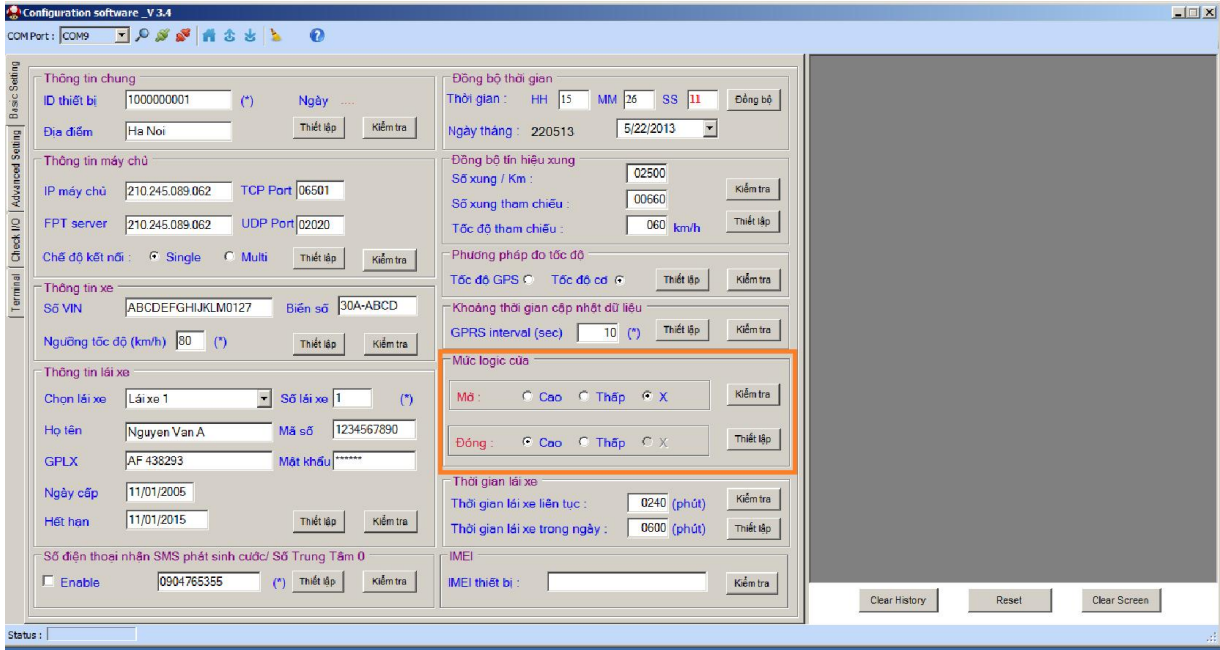 Configuration software _V 3.4
COM Port : COM9
Basic Setting
Advanced Setting
Check I/O
Terminal
Thông tin chung
ID thiết bị 1000000001 (*) Ngày ....
Địa điểm Ha Noi Thiết lập Kiểm tra
Thông tin máy chủ
IP máy chủ 210.245.089.062 TCP Port 06501
FPT server 210.245.089.062 UDP Port 02020
Chế độ kết nối : Single Multi Thiết lập Kiểm tra
Thông tin xe
Số VIN ABCDEFGHIJKLM0127 Biển số 30A-ABCD
Ngưỡng tốc độ (km/h) 80 (*) Thiết lập Kiểm tra
Thông tin lái xe
Chọn lái xe Lái xe 1 Số lái xe 1 (*)
Họ tên Nguyen Van A Mã số 1234567890
GPLX AF 438293 Mật khẩu ******
Ngày cấp 11/01/2005
Hết hạn 11/01/2015 Thiết lập Kiểm tra
Số điện thoại nhận SMS phát sinh cước/ Số Trung Tâm 0
Enable 0904765355 (*) Thiết lập Kiểm tra
Đồng bộ thời gian
Thời gian : HH 15 MM 26 SS 11 Đồng bộ
Ngày tháng : 220513 5/22/2013
Đồng bộ tín hiệu xung
Số xung / Km : 02500 Kiểm tra
Số xung tham chiếu : 00660
Tốc độ tham chiếu : 060 km/h Thiết lập
Phương pháp đo tốc độ
Tốc độ GPS Tốc độ cơ Thiết lập Kiểm tra
Khoảng thời gian cập nhật dữ liệu
GPRS interval (sec) 10 (*) Thiết lập Kiểm tra
Mức logic cửa
Mở : Cao Thấp X Kiểm tra
Đóng : Cao Thấp X Thiết lập
Thời gian lái xe
Thời gian lái xe liên tục : 0240 (phút) Kiểm tra
Thời gian lái xe trong ngày : 0600 (phút) Thiết lập
IMEI
IMEI thiết bị : Kiểm tra
Clear History Reset Clear Screen
Status :